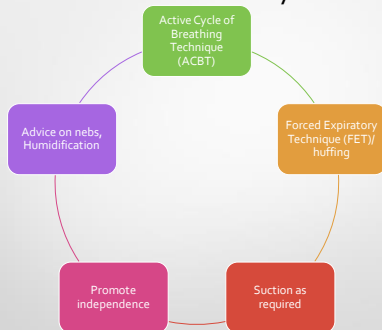 Active Cycle of
Breathing
Technique
(ACBT)
Forced Expiratory
Technique (FET)/
huffing
Suction as
required
Promote
independence
Advice on nebs,
Humidification